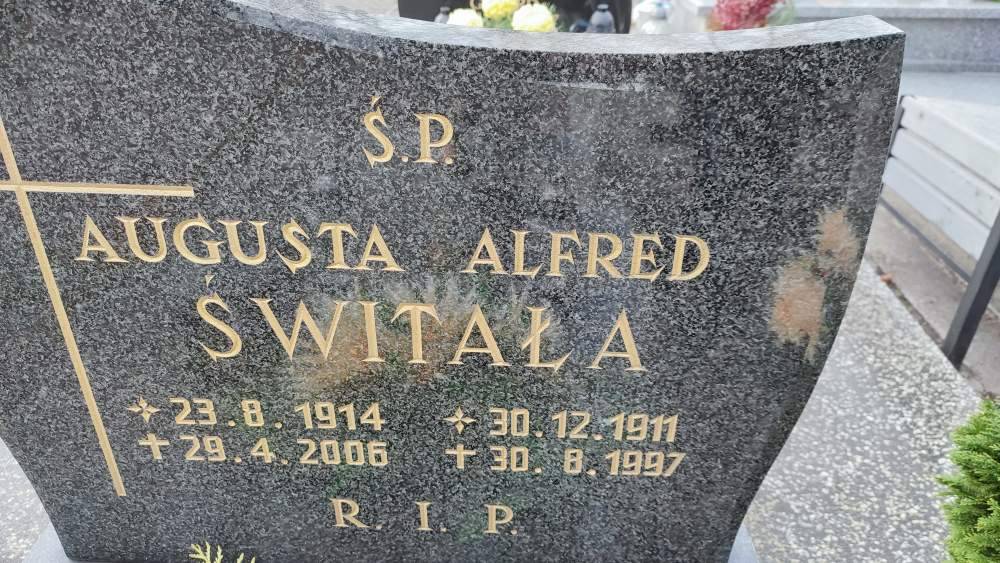 Ś.P.
AUGUSTA ALFRED
ŚWITAŁA
23.8.1914 30.12.1911
29.4.2006 30.8.1997
R. I. P.